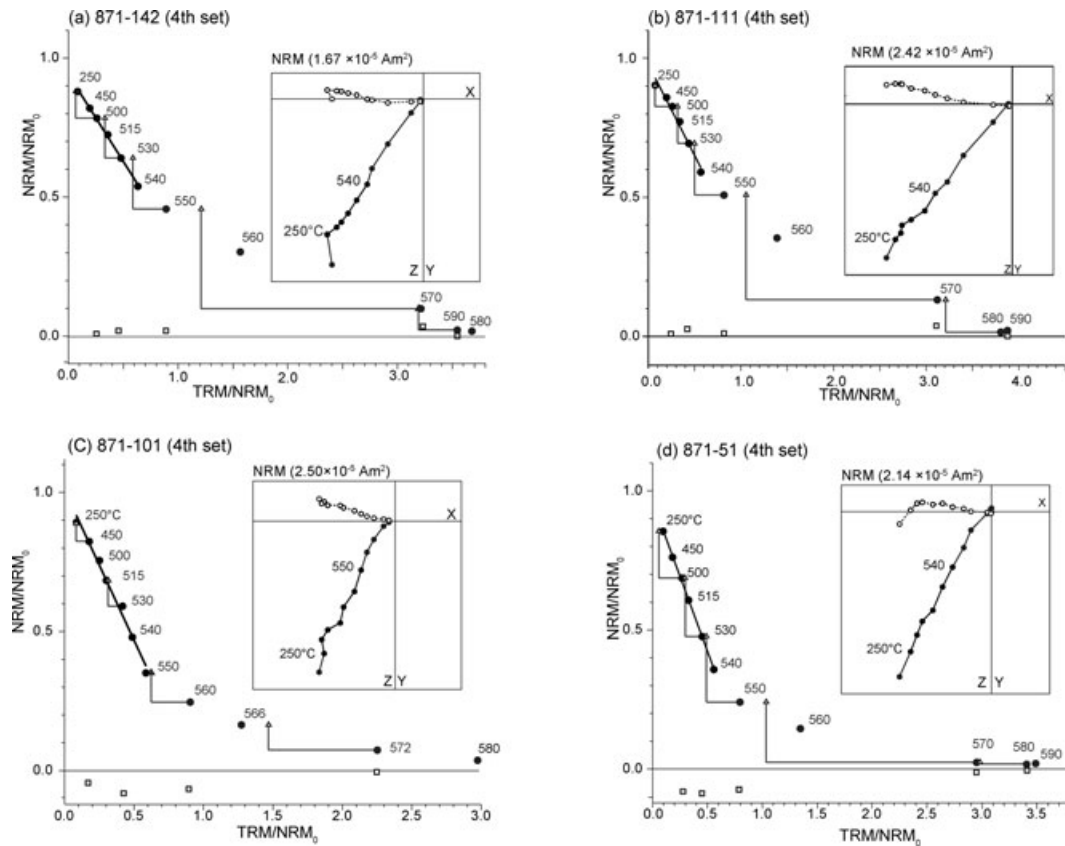 (a) 871-142 (4th set)
NRM (1.67 ×10-5 Am2)
1.0
0.5
0.0
NRM/NRM0
250
450
500
515
530
540
550
560
570
590
580
X
540
250°C
Z Y
0.0 1.0 2.0 3.0
TRM/NRM0
(b) 871-111 (4th set)
NRM (2.42 ×10-5 Am2)
1.0
0.5
0.0
NRM/NRM0
250
450
500
515
530
540
550
560
570
580 590
X
540
250°C
Z Y
0.0 1.0 2.0 3.0 4.0
TRM/NRM0
(C) 871-101 (4th set)
NRM (2.50×10-5 Am2)
1.0
0.5
0.0
NRM/NRM0
250°C
450
500
515
530
540
550
560
566
572
580
X
550
250°C
Z Y
0.0 0.5 1.0 1.5 2.0 2.5 3.0
TRM/NRM0
(d) 871-51 (4th set)
NRM (2.14 ×10-5 Am2)
1.0
0.5
0.0
NRM/NRM0
250°C
450
500
515
530
540
550
560
570
580
590
X
540
250°C
Z Y
0.0 0.5 1.0 1.5 2.0 2.5 3.0 3.5
TRM/NRM0